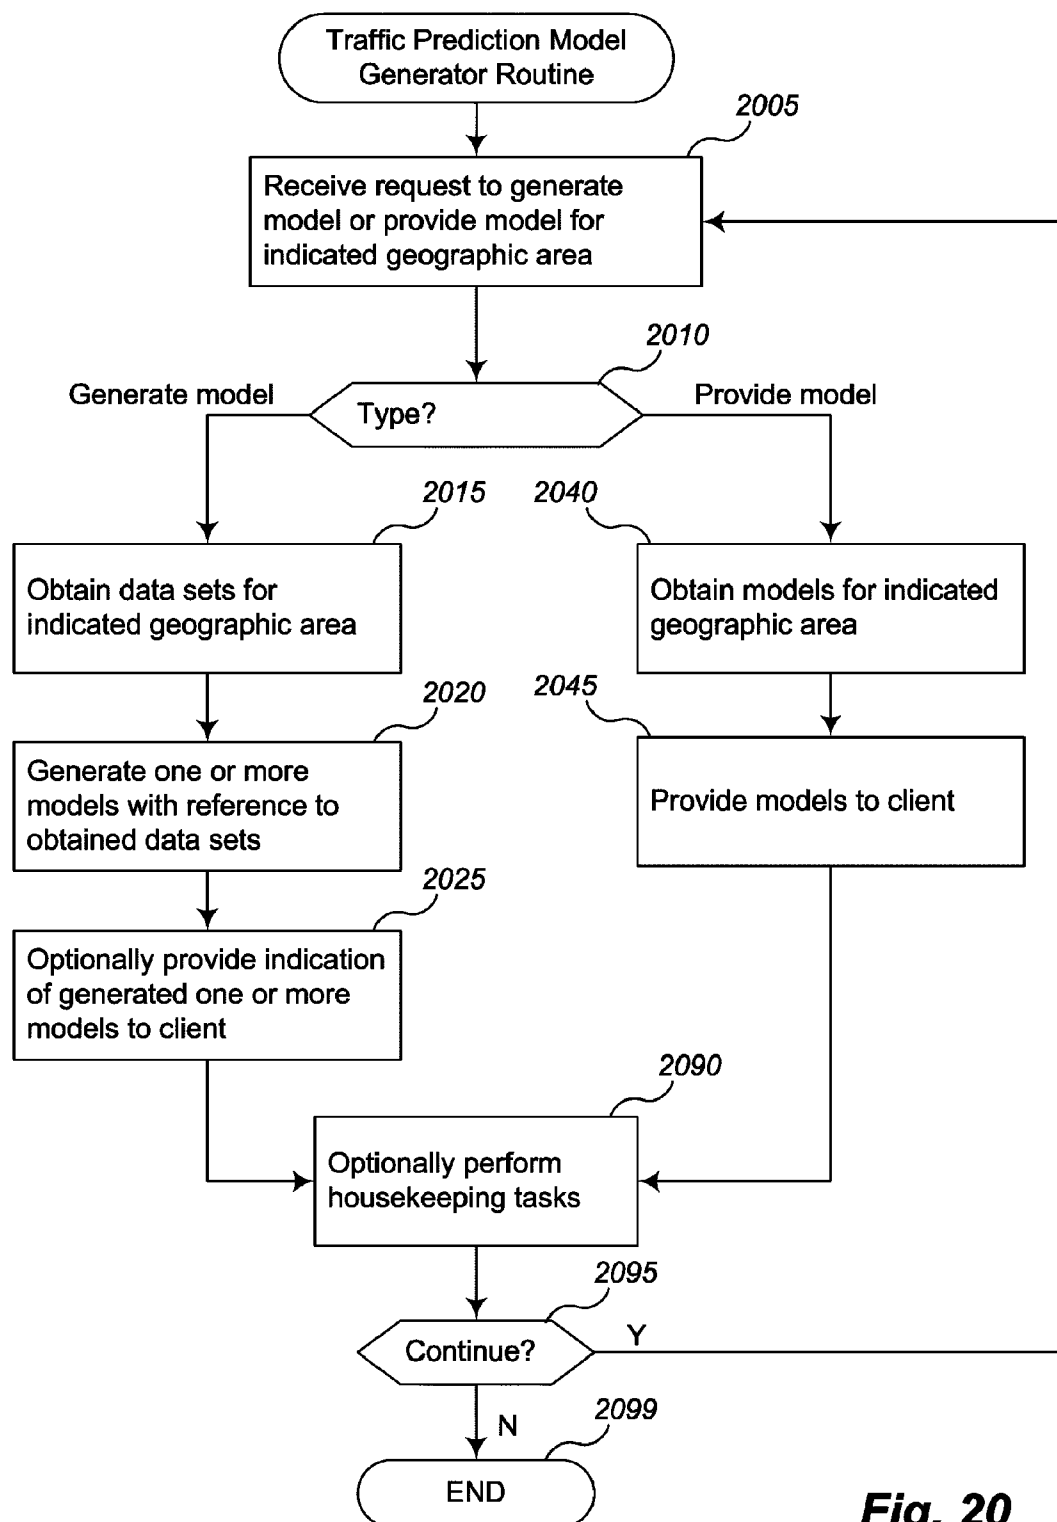 Traffic Prediction Model
Generator Routine
2005
Receive request to generate
model or provide model for
indicated geographic area
2010
Generate model
Type?
Provide model
2015
2040
Obtain data sets for
indicated geographic area
Obtain models for indicated
geographic area
2020
2045
Generate one or more
models with reference to
obtained data sets
Provide models to client
2025
Optionally provide indication
of generated one or more
models to client
2090
Optionally perform
housekeeping tasks
2095
Continue?
Y
N
2099
END
Fig. 20